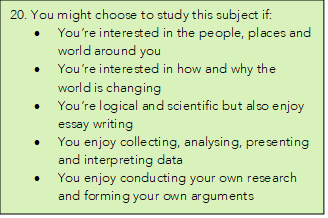 20. You might choose to study this subject if:
• You're interested in the people, places and
world around you
• You're interested in how and why the
world is changing
• You're logical and scientific but also enjoy
essay writing
• You enjoy collecting, analysing, presenting
and interpreting data
• You enjoy conducting your own research
and forming your own arguments